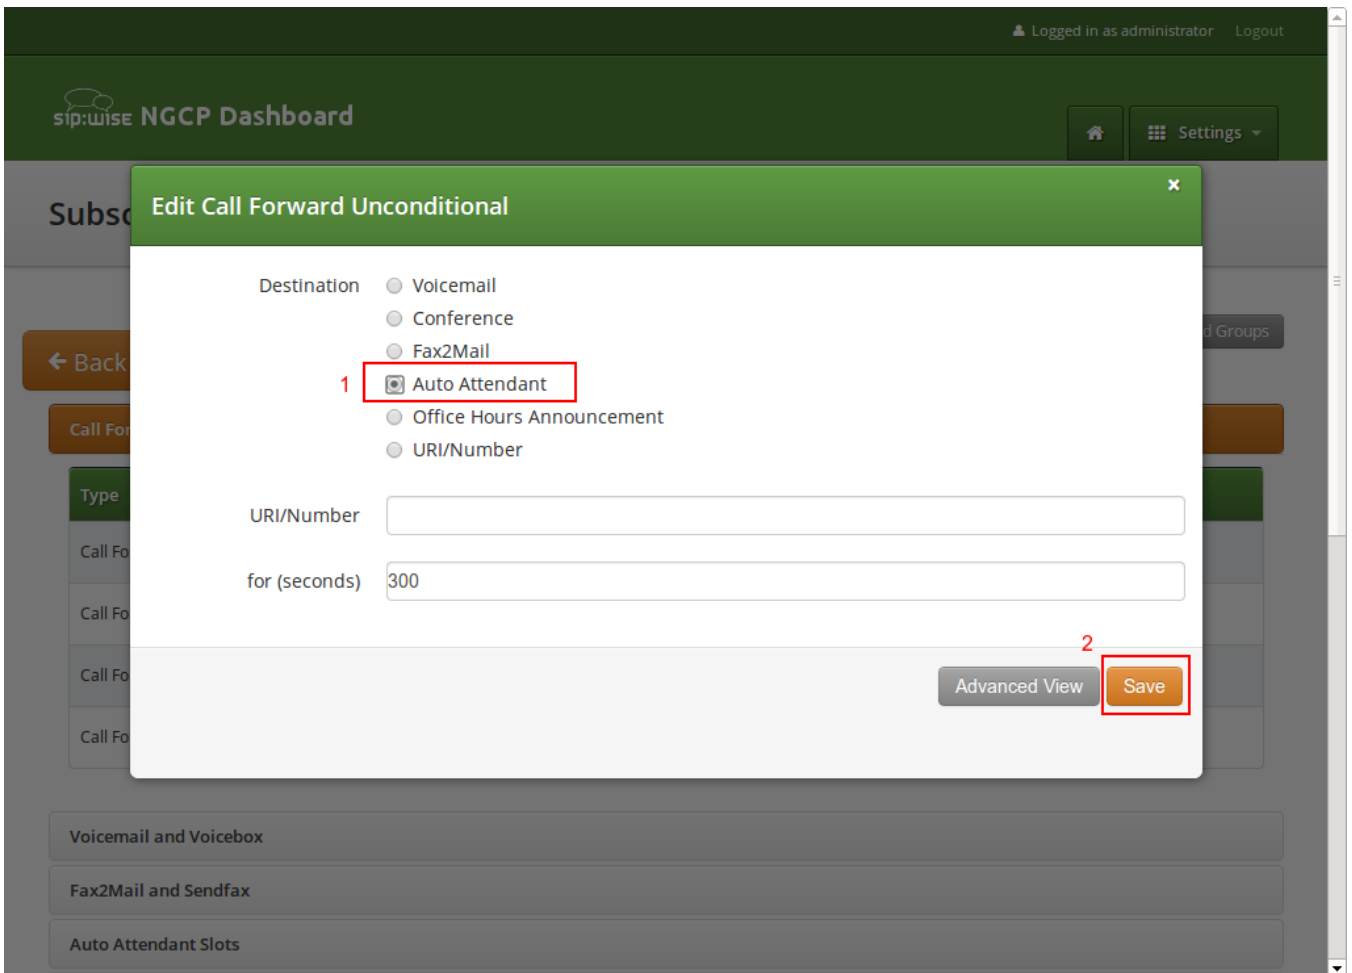 Logged in as administrator Logout
sip:wise NGCP Dashboard
Settings
Subsc
Edit Call Forward Unconditional
×
Destination
Voicemail
Conference
Fax2Mail
1
Auto Attendant
Office Hours Announcement
URI/Number
d Groups
Back
Call For
Type
URI/Number
Call Fo
for (seconds) 300
Call Fo
2
Call Fo
Advanced View Save
Call Fo
Voicemail and Voicebox
Fax2Mail and Sendfax
Auto Attendant Slots